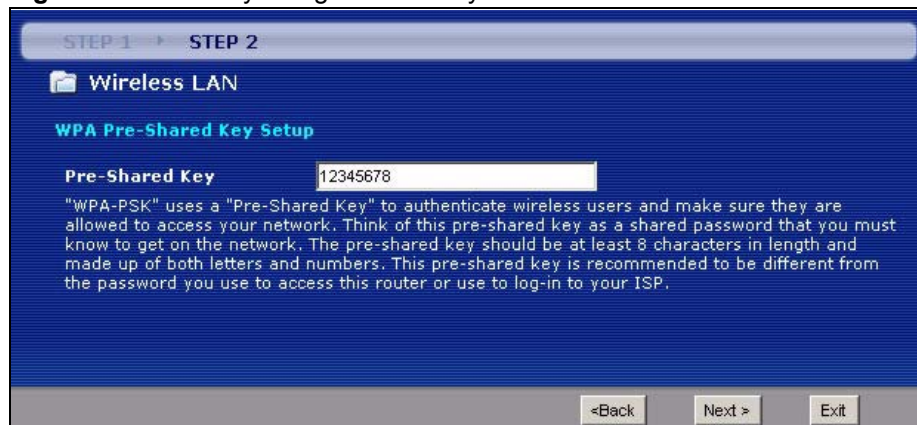 STEP 1 STEP 2
Wireless LAN
WPA Pre-Shared Key Setup
Pre-Shared Key 12345678
"WPA-PSK" uses a "Pre-Shared Key" to authenticate wireless users and make sure they are
allowed to access your network. Think of this pre-shared key as a shared password that you must
know to get on the network. The pre-shared key should be at least 8 characters in length and
made up of both letters and numbers. This pre-shared key is recommended to be different from
the password you use to access this router or use to log-in to your ISP.
<Back Next > Exit